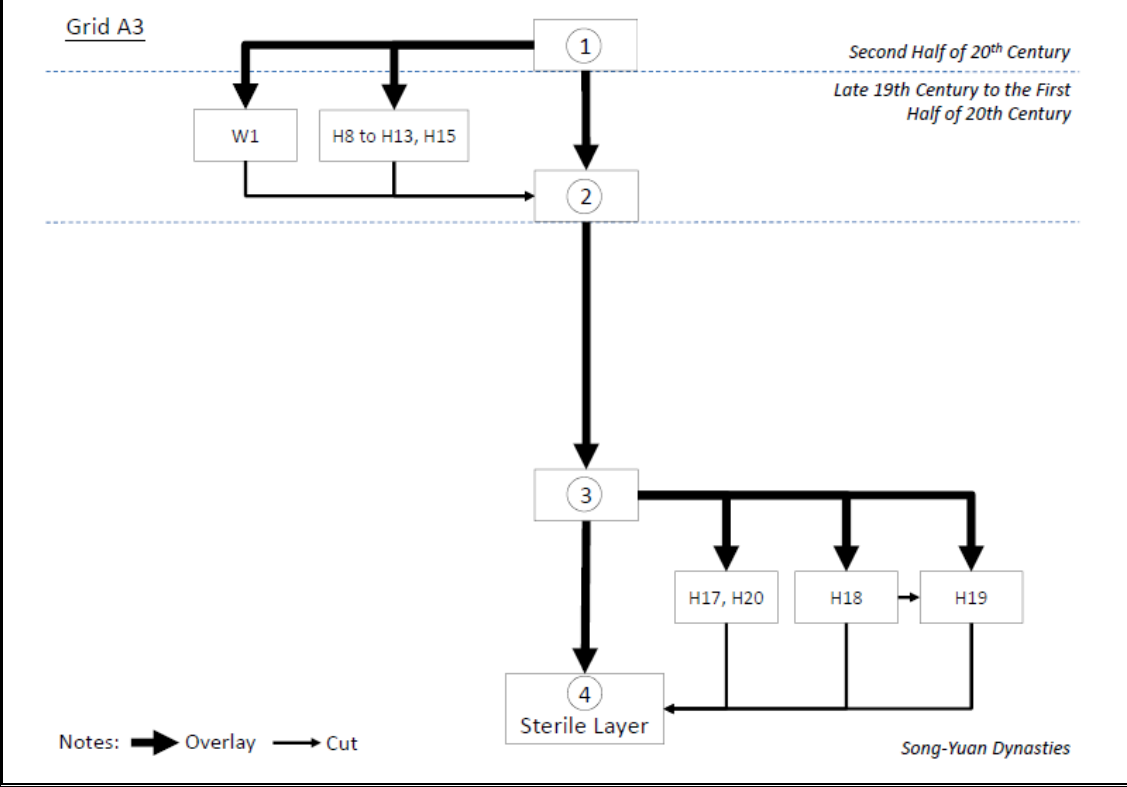 Grid A3
1
Second Half of 20th Century
Late 19th Century to the First
Half of 20th Century
W1
H8 to H13, H15
2
3
H17, H20
H18
H19
4
Sterile Layer
Notes: Overlay Cut
Song-Yuan Dynasties